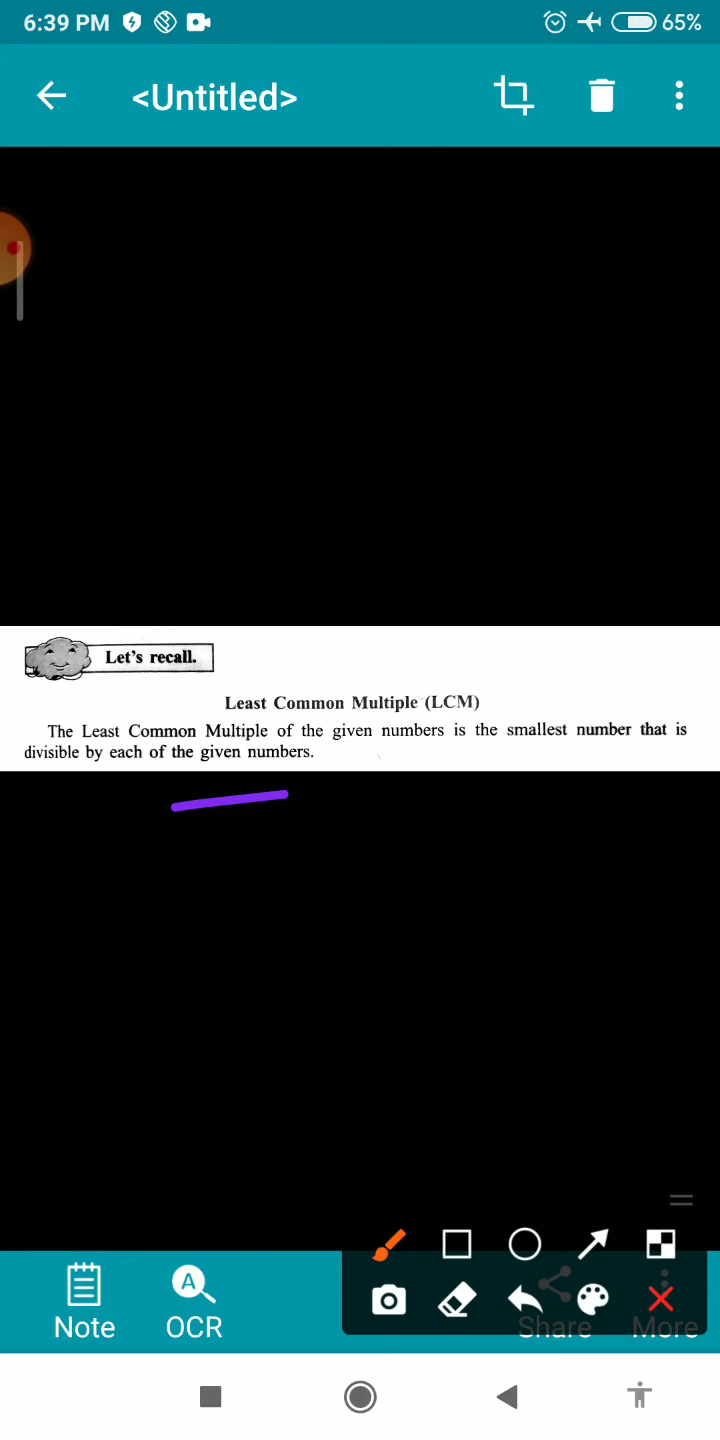 6:39 PM
65%
<Untitled>
Let's recall.
Least Common Multiple (LCM)
The Least Common Multiple of the given numbers is the smallest number that is
divisible by each of the given numbers.
Note
A
OCR
Share
More